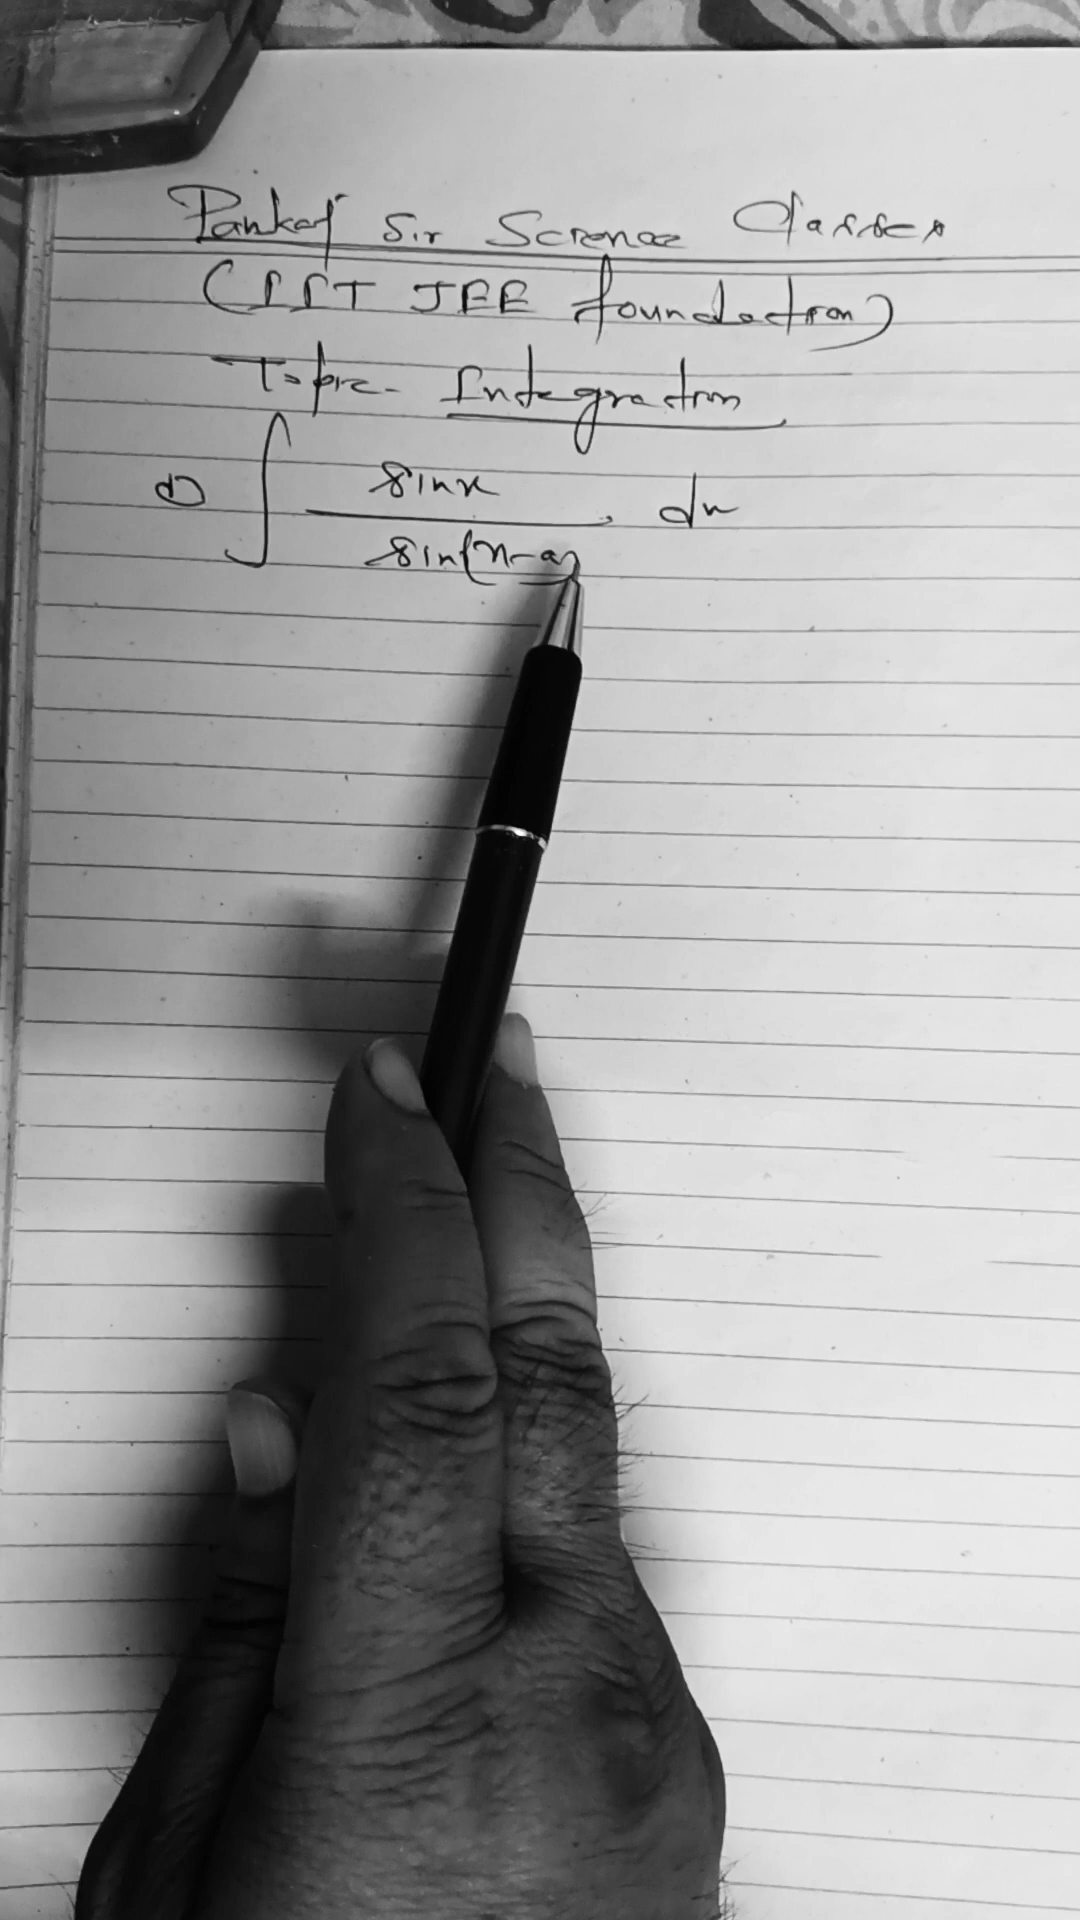 Pankaj Sir Science Classes
(IIT JEE foundation)
Topic- Integration
① ∫ sinx / sin(x-a) dx